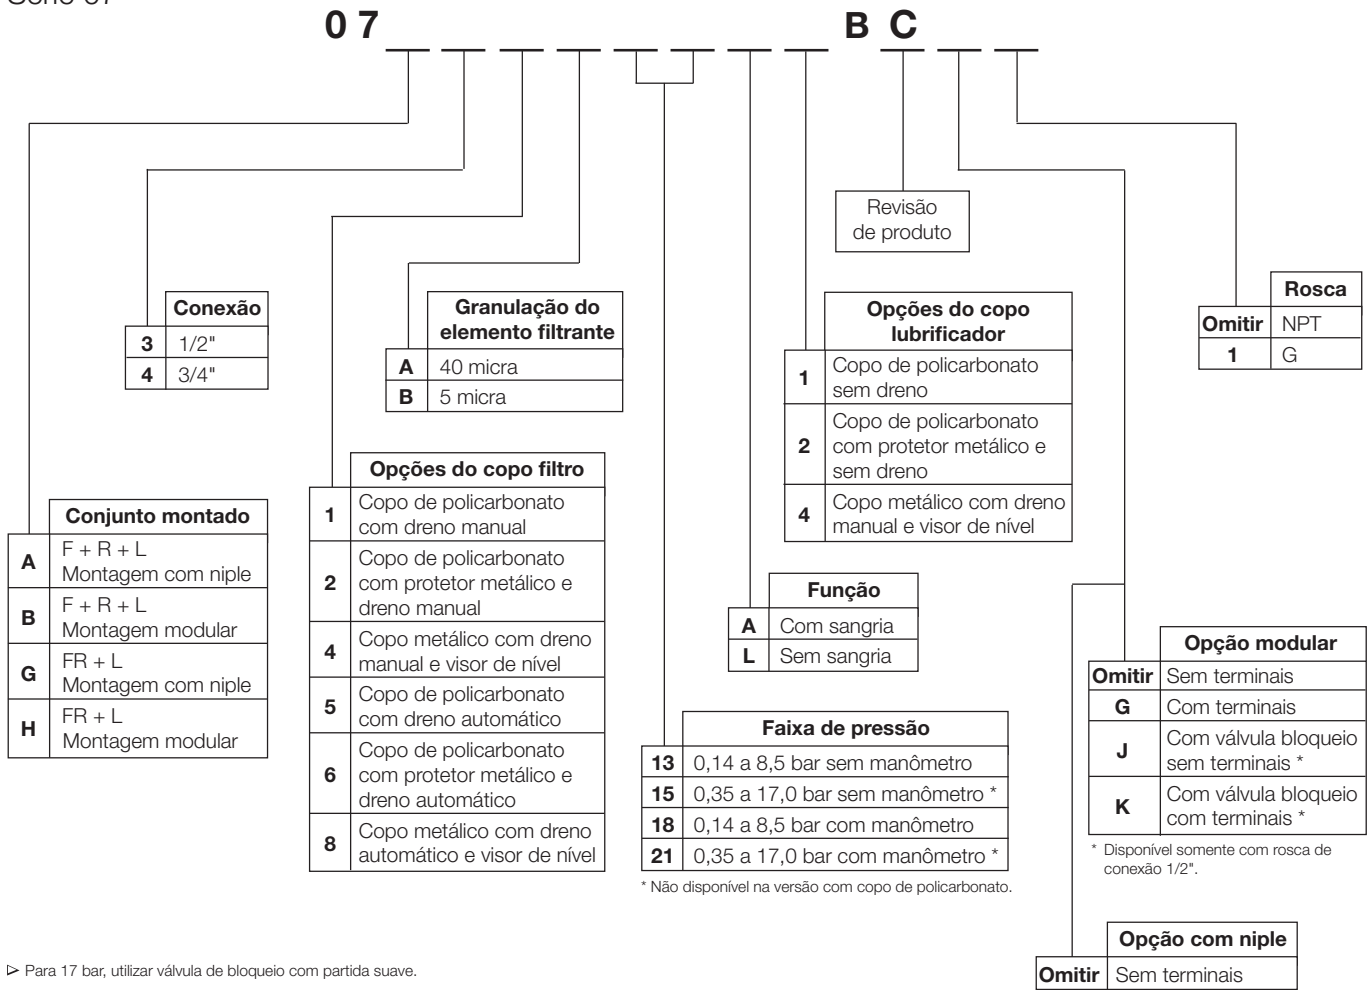 Série 07
0 7 B C
Revisão
de produto
Conexão
3 1/2"
4 3/4"
Granulação do
elemento filtrante
A 40 micra
B 5 micra
Opções do copo
lubrificador
1 Copo de policarbonato
sem dreno
2 Copo de policarbonato
com protetor metálico e
sem dreno
4 Copo metálico com dreno
manual e visor de nível
Rosca
Omitir NPT
1 G
Opções do copo filtro
1 Copo de policarbonato
com dreno manual
2 Copo de policarbonato
com protetor metálico e
dreno manual
4 Copo metálico com dreno
manual e visor de nível
5 Copo de policarbonato
com dreno automático
6 Copo de policarbonato
com protetor metálico e
dreno automático
8 Copo metálico com dreno
automático e visor de nível
Conjunto montado
A F + R + L
Montagem com niple
B F + R + L
Montagem modular
G FR + L
Montagem com niple
H FR + L
Montagem modular
Função
A Com sangria
L Sem sangria
Faixa de pressão
13 0,14 a 8,5 bar sem manômetro
15 0,35 a 17,0 bar sem manômetro *
18 0,14 a 8,5 bar com manômetro
21 0,35 a 17,0 bar com manômetro *
* Não disponível na versão com copo de policarbonato.
Opção modular
Omitir Sem terminais
G Com terminais
J Com válvula bloqueio
sem terminais *
K Com válvula bloqueio
com terminais *
* Disponível somente com rosca de
conexão 1/2".
Opção com niple
Omitir Sem terminais
▷ Para 17 bar, utilizar válvula de bloqueio com partida suave.